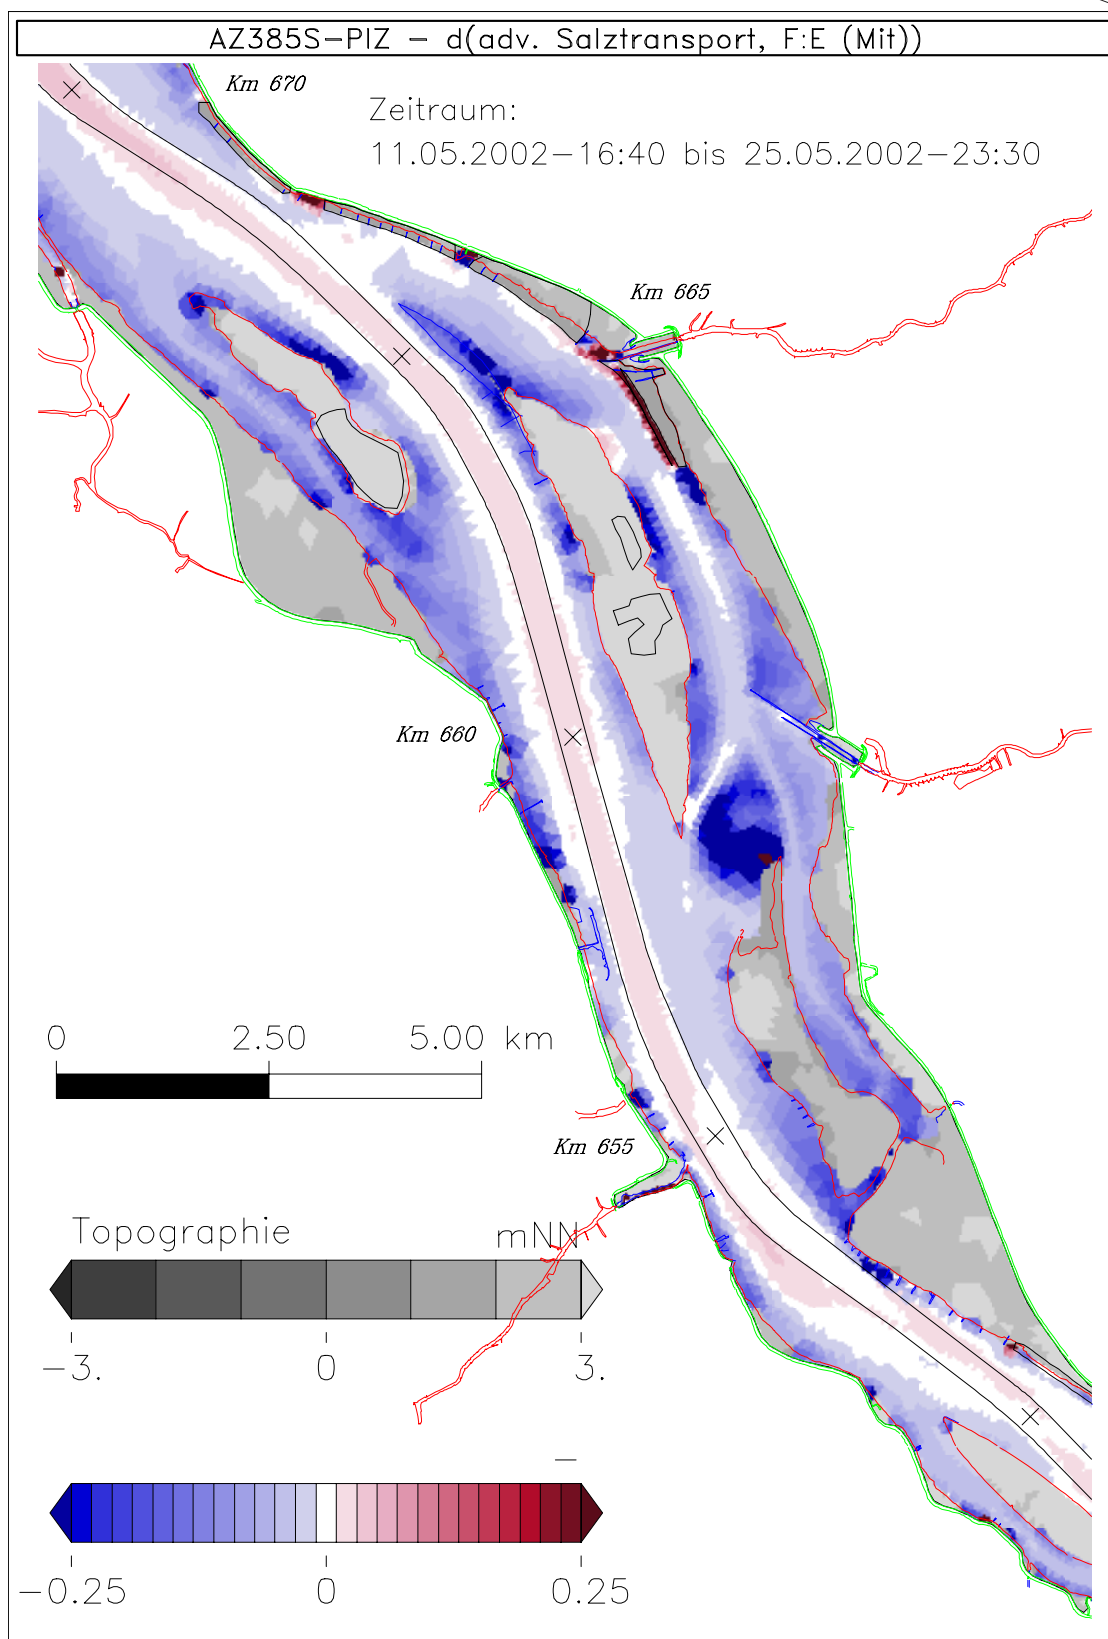 AZ385S-PIZ - d(adv. Salztransport, F:E (Mit))
Km 670
Zeitraum:
11.05.2002-16:40 bis 25.05.2002-23:30
Km 665
Km 660
0 2.50 5.00 km
Km 655
Topographie mNN
-3. 0 3.
-
-0.25 0 0.25